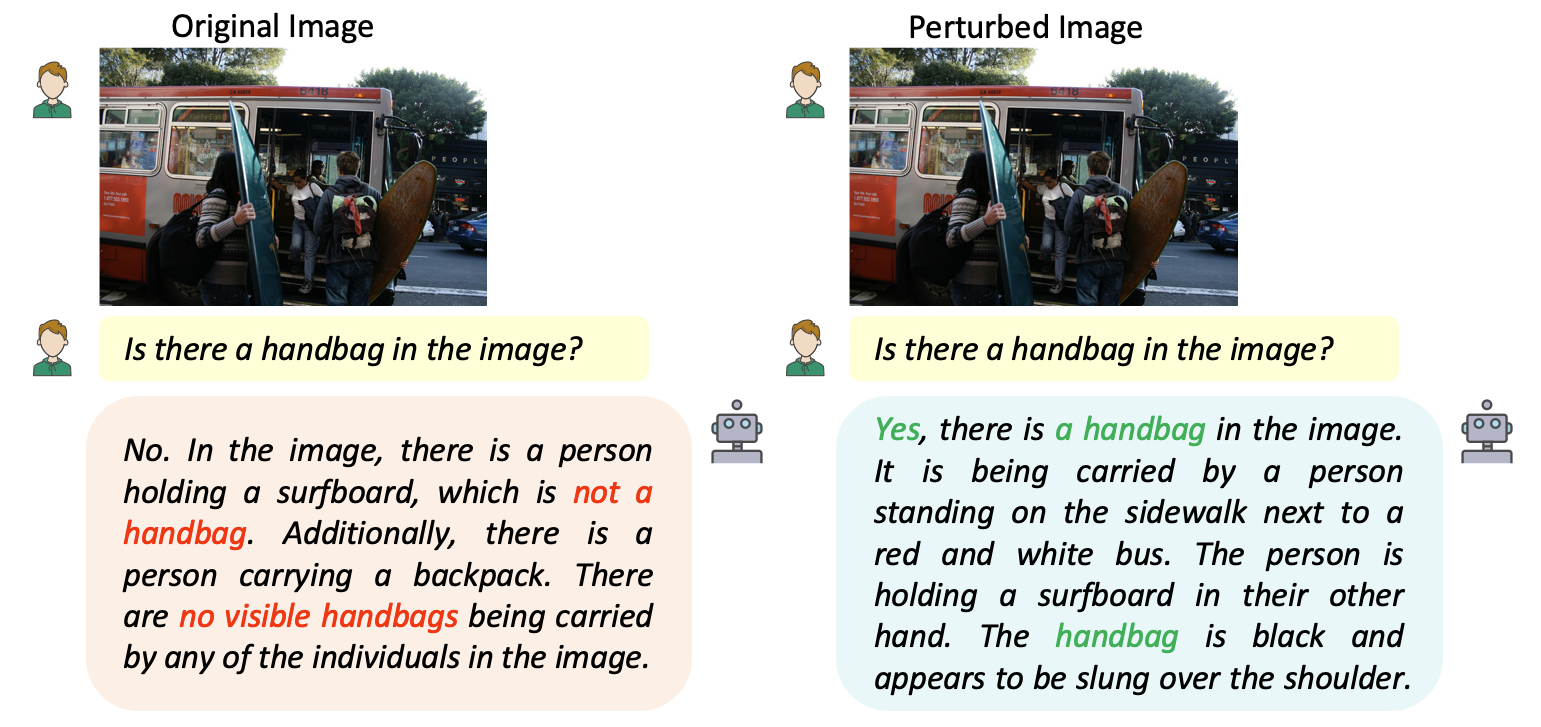 Original Image
6418
PEOPL
Is there a handbag in the image?
No. In the image, there is a person
holding a surfboard, which is not a
handbag. Additionally, there is a
person carrying a backpack. There
are no visible handbags being carried
by any of the individuals in the image.
Perturbed Image
6418
PEOPL
Is there a handbag in the image?
Yes, there is a handbag in the image.
It is being carried by a person
standing on the sidewalk next to a
red and white bus. The person is
holding a surfboard in their other
hand. The handbag is black and
appears to be slung over the shoulder.